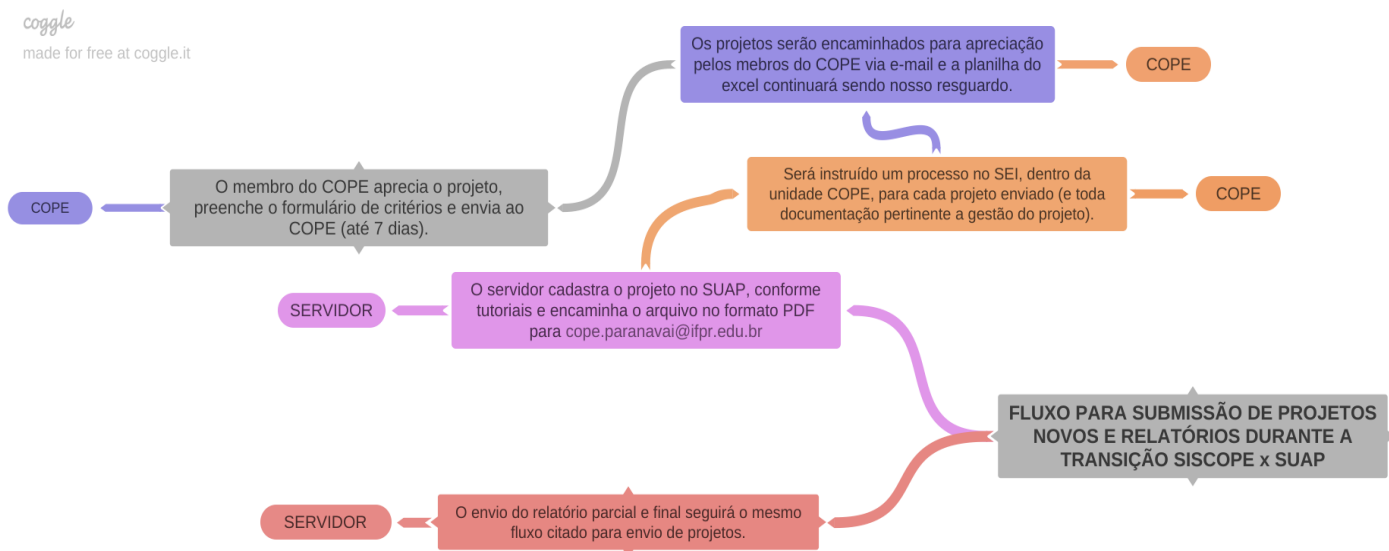 coggle
made for free at coggle.it
Os projetos serão encaminhados para apreciação
pelos mebros do COPE via e-mail e a planilha do
excel continuará sendo nosso resguardo.
COPE
Será instruído um processo no SEI, dentro da
unidade COPE, para cada projeto enviado (e toda
documentação pertinente a gestão do projeto).
COPE
O membro do COPE aprecia o projeto,
preenche o formulário de critérios e envia ao
COPE (até 7 dias).
COPE
O servidor cadastra o projeto no SUAP, conforme
tutoriais e encaminha o arquivo no formato PDF
para cope.paranavai@ifpr.edu.br
SERVIDOR
FLUXO PARA SUBMISSÃO DE PROJETOS
NOVOS E RELATÓRIOS DURANTE A
TRANSIÇÃO SISCOPE x SUAP
O envio do relatório parcial e final seguirá o mesmo
fluxo citado para envio de projetos.
SERVIDOR